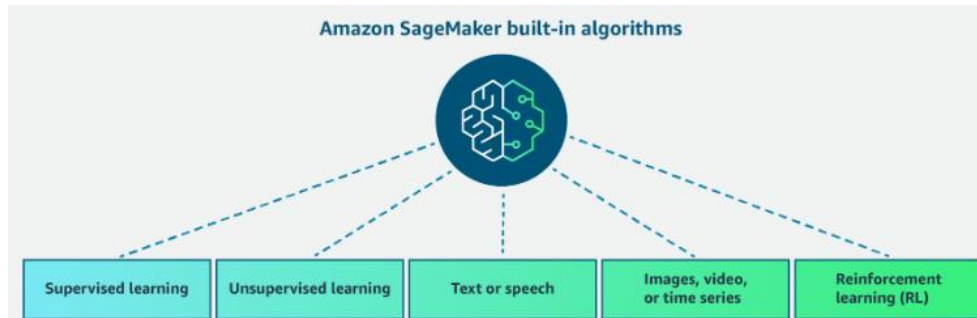 Amazon SageMaker built-in algorithms
Supervised learning
Unsupervised learning
Text or speech
Images, video,
or time series
Reinforcement
learning (RL)